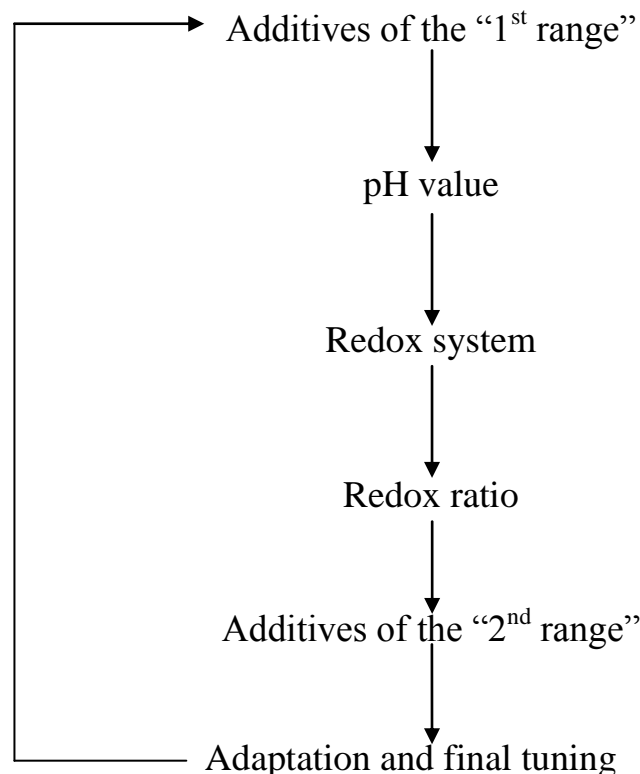 Additives of the “1st range”
pH value
Redox system
Redox ratio
Additives of the “2nd range”
Adaptation and final tuning